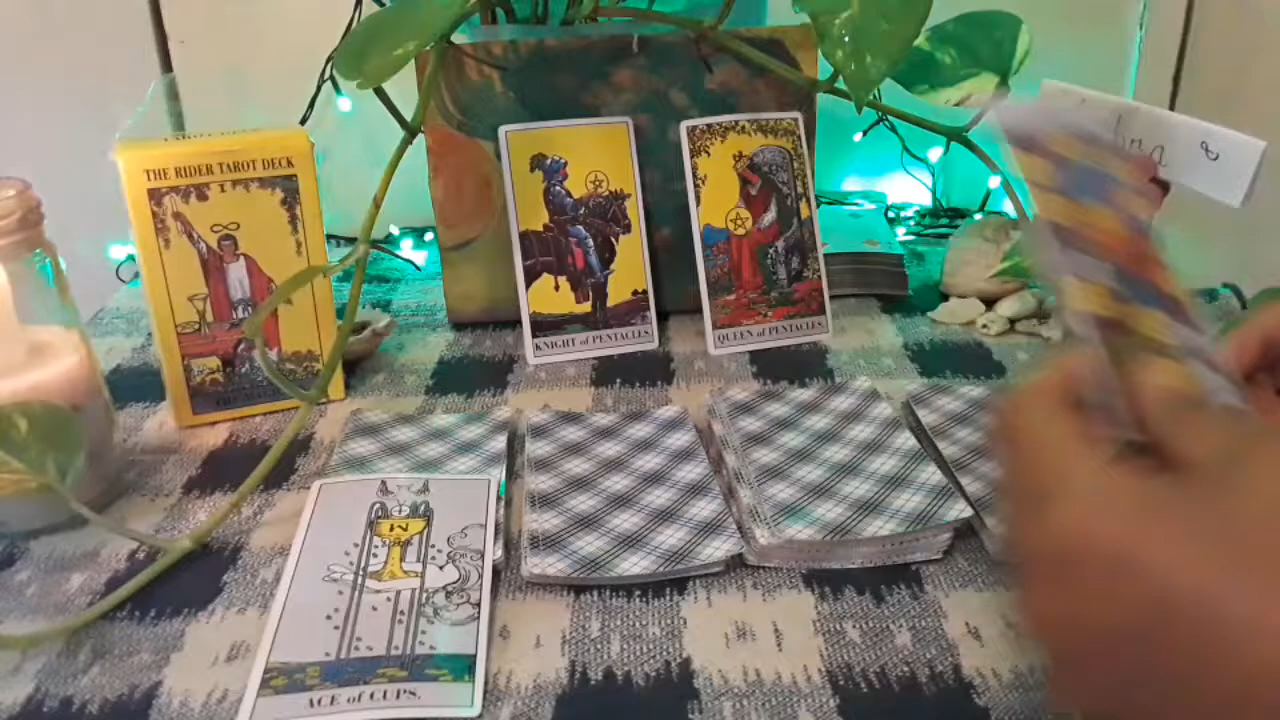 THE RIDER TAROT DECK
I
KNIGHT of PENTACLES.
QUEEN of PENTACLES.
ACE of CUPS.